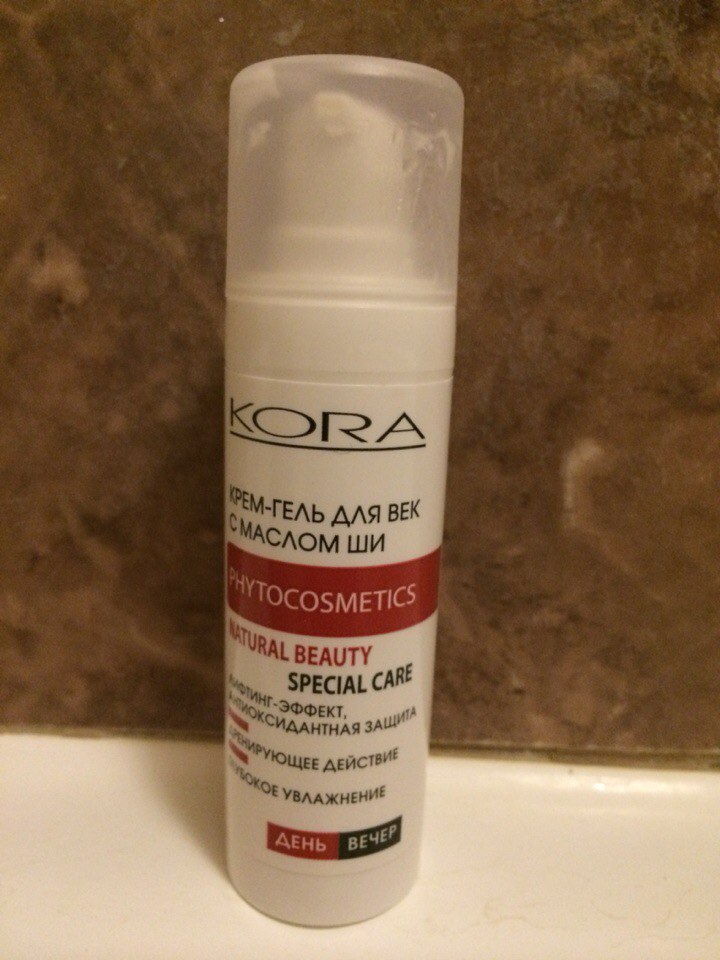 KORA
КРЕМ-ГЕЛЬ ДЛЯ ВЕК
С МАСЛОМ ШИ
PHYTOCOSMETICS
NATURAL BEAUTY
SPECIAL CARE
ЛИФТИНГ-ЭФФЕКТ,
АНТИОКСИДАНТНАЯ ЗАЩИТА
ДРЕНИРУЮЩЕЕ ДЕЙСТВИЕ
ГЛУБОКОЕ УВЛАЖНЕНИЕ
ДЕНЬ ВЕЧЕР